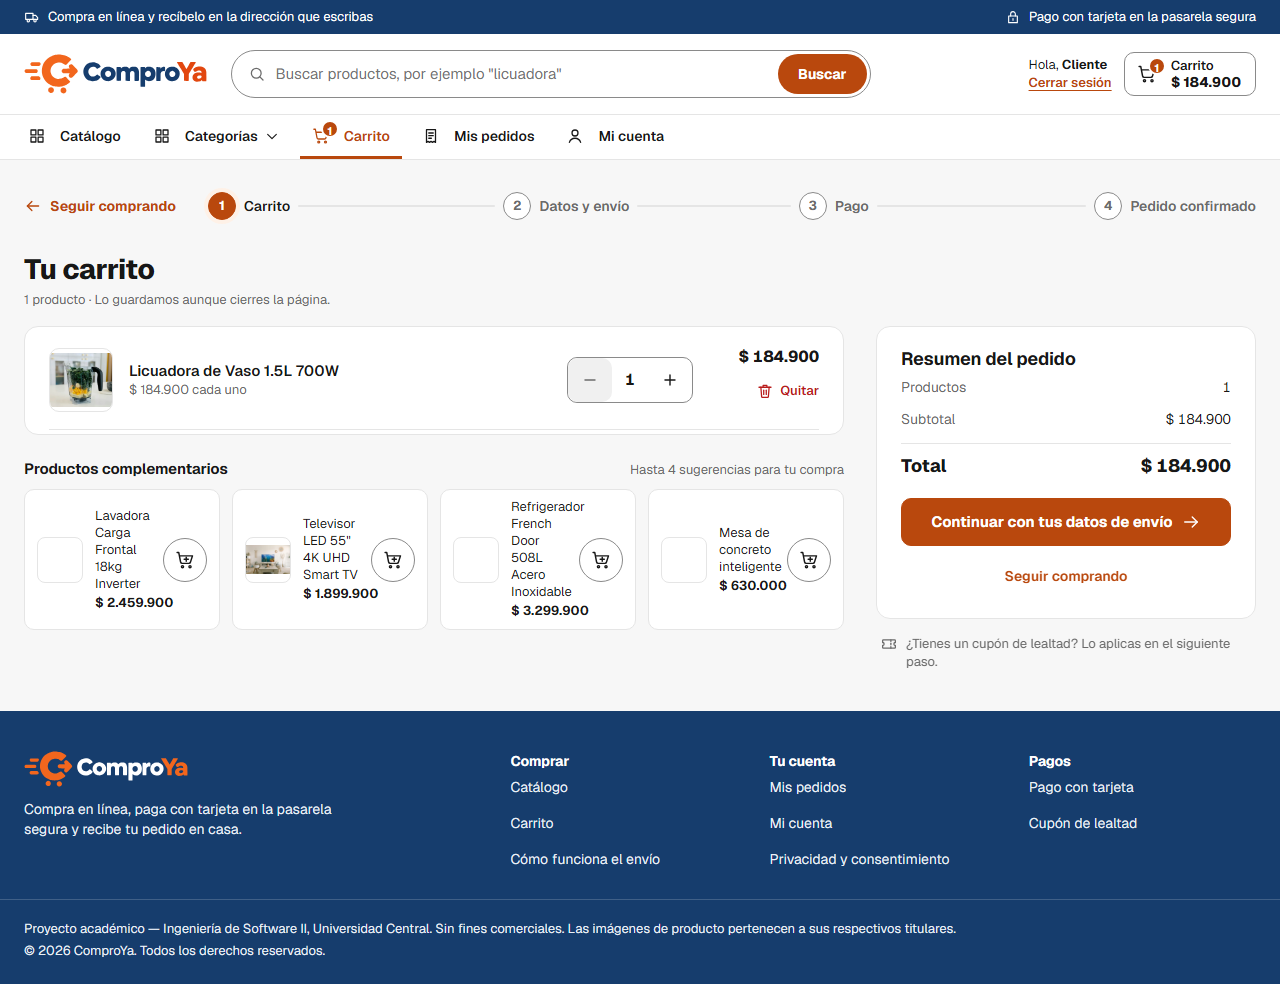 Compra en línea y recíbelo en la dirección que escribas
Pago con tarjeta en la pasarela segura
ComproYa
Buscar productos, por ejemplo "licuadora"
Buscar
Hola, Cliente
Cerrar sesión
1
Carrito
$ 184.900
Catálogo
Categorías
1
Carrito
Mis pedidos
Mi cuenta
Seguir comprando
1 Carrito
2 Datos y envío
3 Pago
4 Pedido confirmado
Tu carrito
1 producto · Lo guardamos aunque cierres la página.
Licuadora de Vaso 1.5L 700W
$ 184.900 cada uno
− 1 +
$ 184.900
Quitar
Productos complementarios
Hasta 4 sugerencias para tu compra
Lavadora
Carga
Frontal
18kg
Inverter
$ 2.459.900
Televisor
LED 55"
4K UHD
Smart TV
$ 1.899.900
Refrigerador
French
Door
508L
Acero
Inoxidable
$ 3.299.900
Mesa de
concreto
inteligente
$ 630.000
Resumen del pedido
Productos 1
Subtotal $ 184.900
Total $ 184.900
Continuar con tus datos de envío
Seguir comprando
¿Tienes un cupón de lealtad? Lo aplicas en el siguiente
paso.
ComproYa
Compra en línea, paga con tarjeta en la pasarela
segura y recibe tu pedido en casa.
Comprar
Catálogo
Carrito
Cómo funciona el envío
Tu cuenta
Mis pedidos
Mi cuenta
Privacidad y consentimiento
Pagos
Pago con tarjeta
Cupón de lealtad
Proyecto académico — Ingeniería de Software II, Universidad Central. Sin fines comerciales. Las imágenes de producto pertenecen a sus respectivos titulares.
© 2026 ComproYa. Todos los derechos reservados.